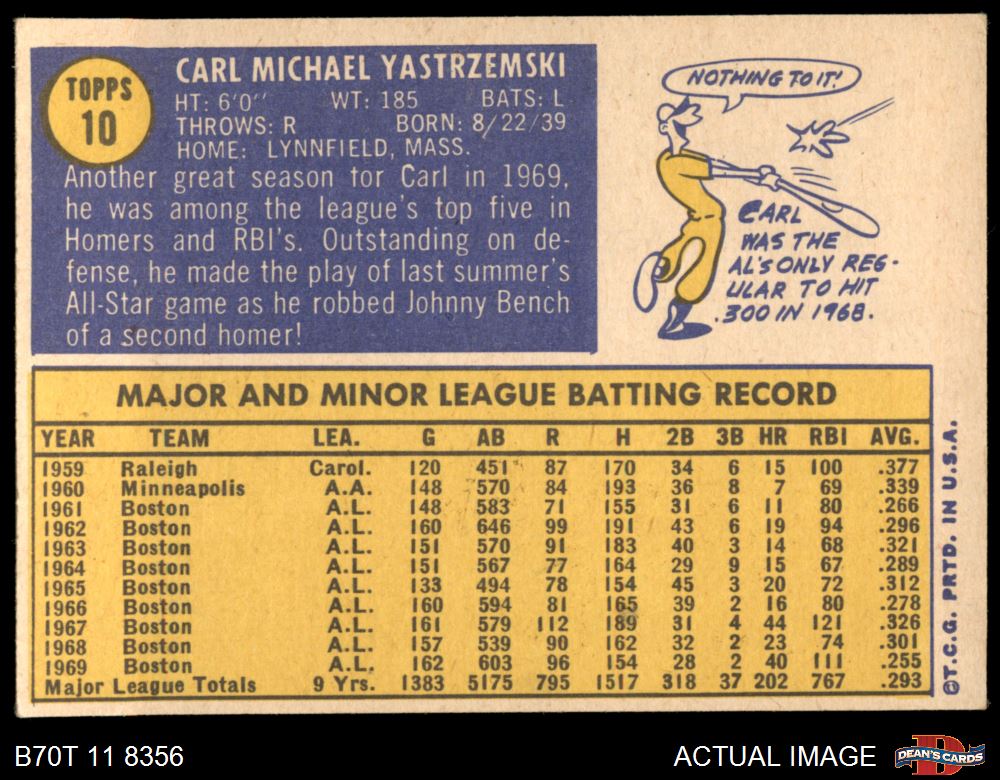 TOPPS
10
CARL MICHAEL YASTRZEMSKI
HT: 6'0" WT: 185 BATS: L
THROWS: R BORN: 8/22/39
HOME: LYNNFIELD, MASS.
Another great season for Carl in 1969,
he was among the league's top five in
Homers and RBI's. Outstanding on de-
fense, he made the play of last summer's
All-Star game as he robbed Johnny Bench
of a second homer!
NOTHING TO IT!
CARL
WAS THE
AL'S ONLY REG-
ULAR TO HIT
.300 IN 1968.
MAJOR AND MINOR LEAGUE BATTING RECORD
YEAR TEAM LEA. G AB R H 2B 3B HR RBI AVG.
1959 Raleigh Carol. 120 451 87 170 34 6 15 100 .377
1960 Minneapolis A.A. 148 570 84 193 36 8 7 69 .339
1961 Boston A.L. 148 583 71 155 31 6 11 80 .266
1962 Boston A.L. 160 646 99 191 43 6 19 94 .296
1963 Boston A.L. 151 570 91 183 40 3 14 68 .321
1964 Boston A.L. 151 567 77 164 29 9 15 67 .289
1965 Boston A.L. 133 494 78 154 45 3 20 72 .312
1966 Boston A.L. 160 594 81 165 39 2 16 80 .278
1967 Boston A.L. 161 579 112 189 31 4 44 121 .326
1968 Boston A.L. 157 539 90 162 32 2 23 74 .301
1969 Boston A.L. 162 603 96 154 28 2 40 111 .255
Major League Totals 9 Yrs. 1383 5175 795 1517 318 37 202 767 .293
©T.C.G. PRTD. IN U.S.A.
B70T 11 8356
ACTUAL IMAGE
D
DEAN'S CARDS